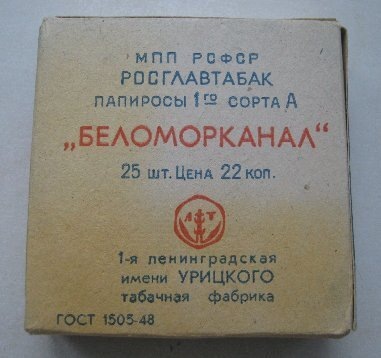 МПП РСФСР
РОСГЛАВТАБАК
ПАПИРОСЫ 1ГО СОРТА А
„БЕЛОМОРКАНАЛ“
25 ШТ. ЦЕНА 22 КОП.
ЛТ
1-Я ЛЕНИНГРАДСКАЯ
ИМЕНИ УРИЦКОГО
ТАБАЧНАЯ ФАБРИКА
ГОСТ 1505-48